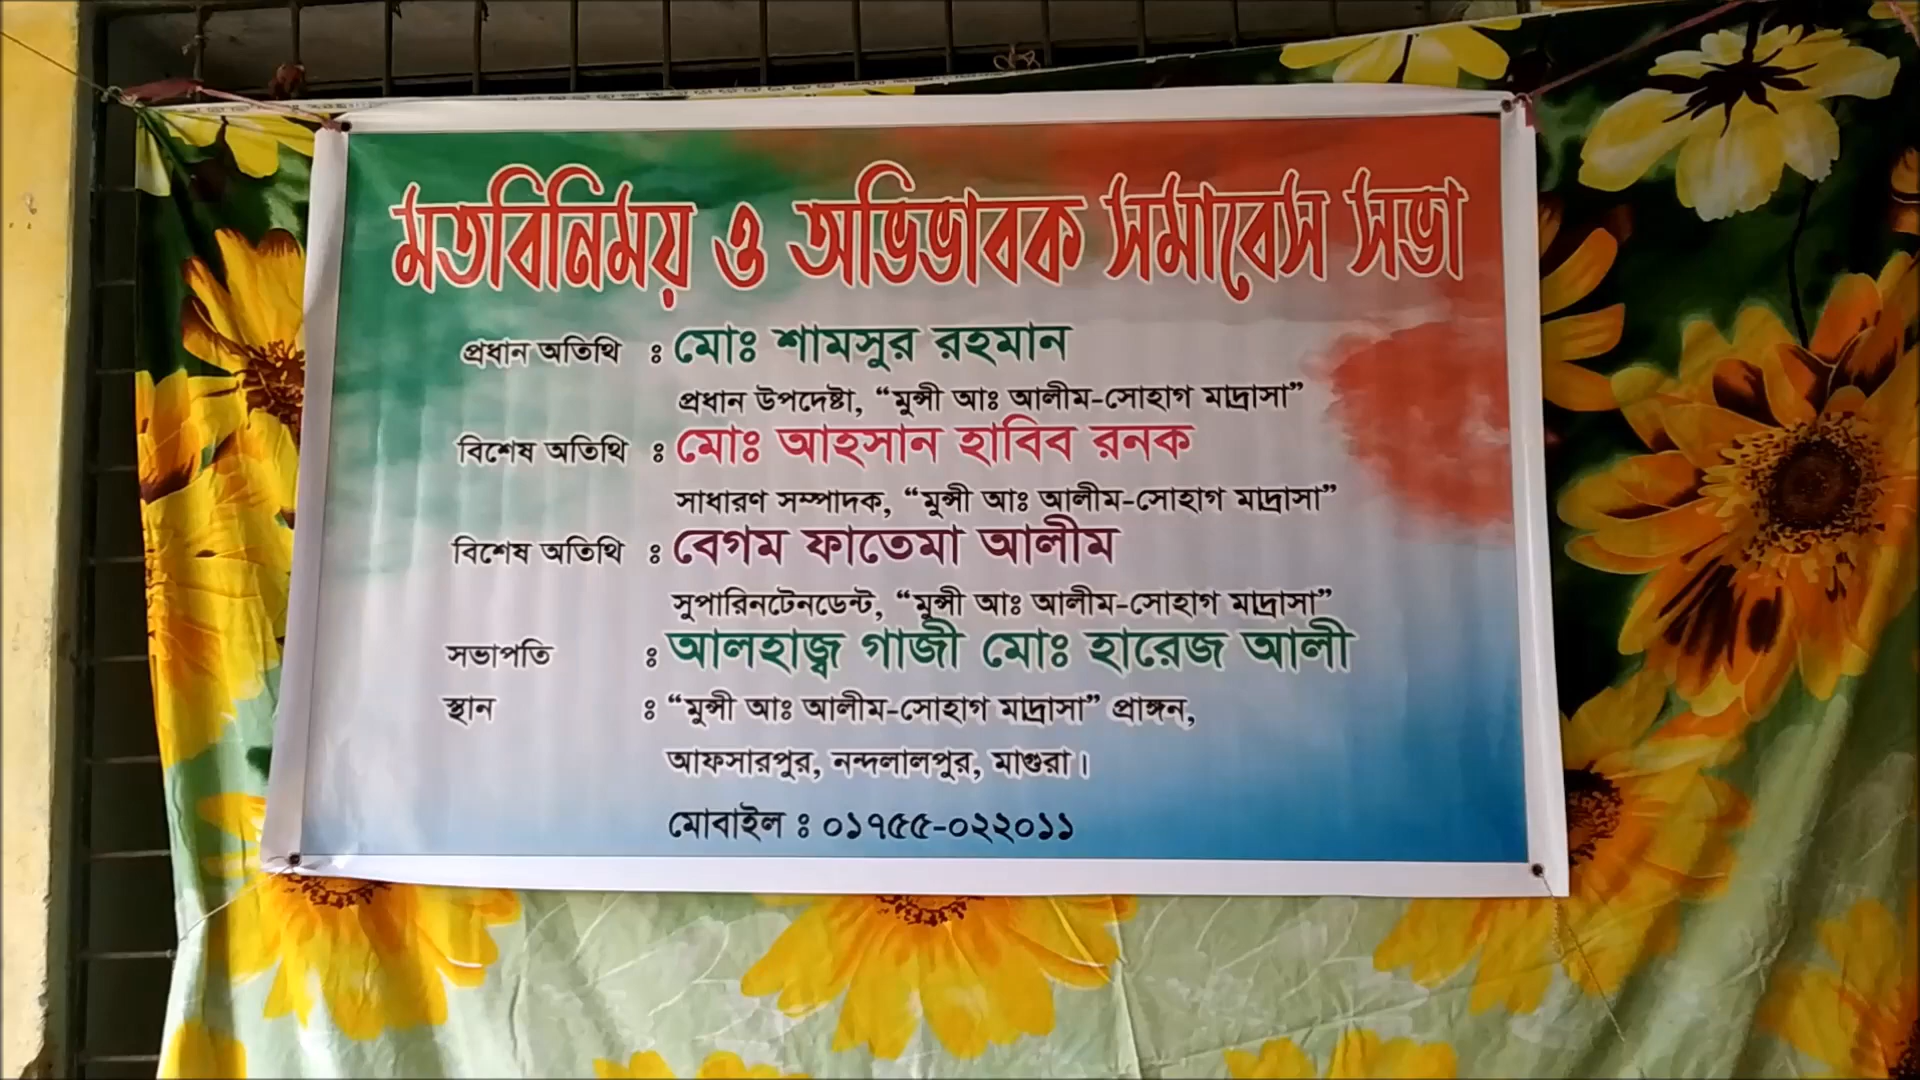 মতবিনিময় ও অভিভাবক সমাবেস সভা
প্রধান অতিথি : মোঃ শামসুর রহমান
প্রধান উপদেষ্টা, “মুন্সী আঃ আলীম-সোহাগ মাদ্রাসা”
বিশেষ অতিথি : মোঃ আহসান হাবিব রনক
সাধারণ সম্পাদক, “মুন্সী আঃ আলীম-সোহাগ মাদ্রাসা”
বিশেষ অতিথি : বেগম ফাতেমা আলীম
সুপারিনটেনডেন্ট, “মুন্সী আঃ আলীম-সোহাগ মাদ্রাসা”
সভাপতি : আলহাজ্ব গাজী মোঃ হারেজ আলী
স্থান : “মুন্সী আঃ আলীম-সোহাগ মাদ্রাসা” প্রাঙ্গন,
আফসারপুর, নন্দলালপুর, মাগুরা।
মোবাইল : ০১৭৫৫-০২২০১১